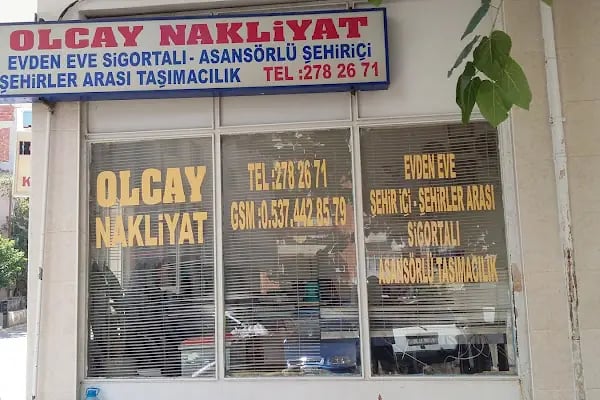 OLCAY NAKLİYAT
EVDEN EVE SİGORTALI - ASANSÖRLÜ ŞEHİRİÇİ
ŞEHİRLER ARASI TAŞIMACILIK TEL :278 26 71
OLCAY
NAKLİYAT
TEL :278 26 71
GSM :0.537.442 85 79
EVDEN EVE
ŞEHİR İÇİ - ŞEHİRLER ARASI
SİGORTALI
ASANSÖRLÜ TAŞIMACILIK
K